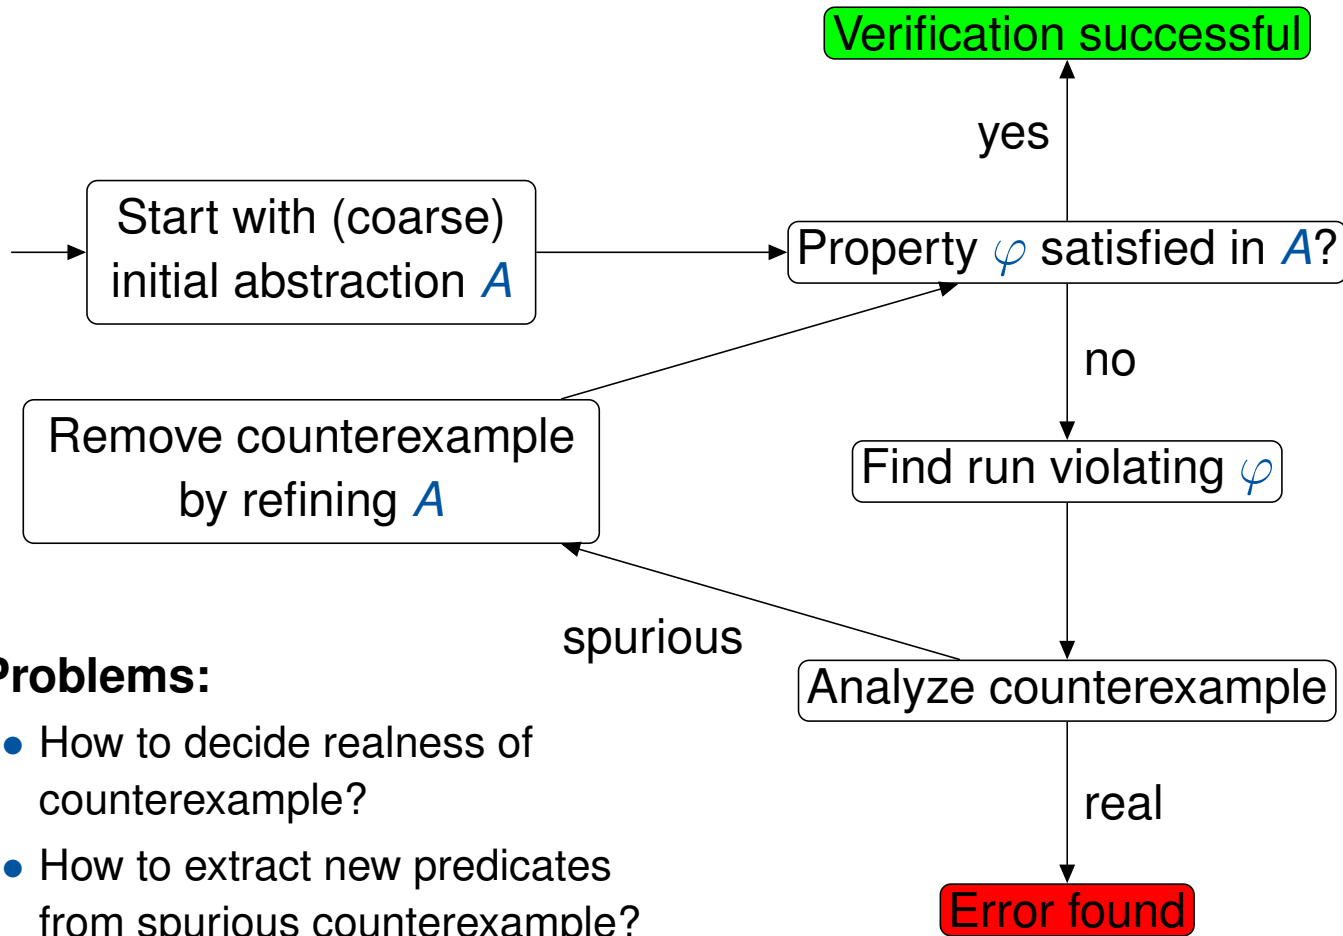 Verification successful
yes
Start with (coarse)
initial abstraction A
Property φ satisfied in A?
no
Remove counterexample
by refining A
Find run violating φ
spurious
Analyze counterexample
Problems:
• How to decide realness of
counterexample?
real
• How to extract new predicates
from spurious counterexample?
Error found